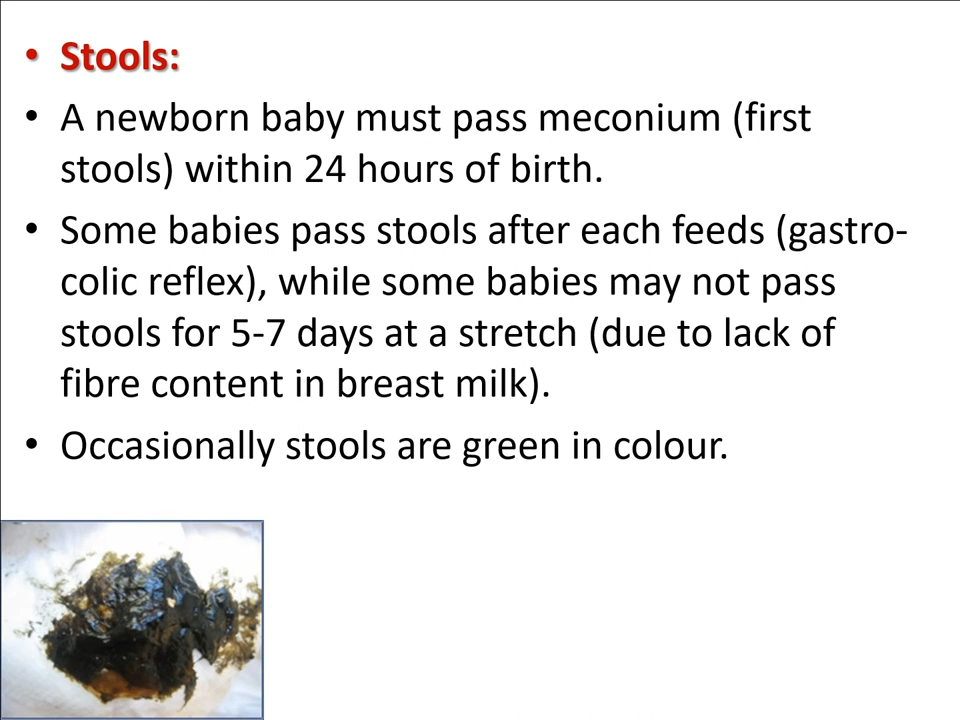 • Stools:
• A newborn baby must pass meconium (first
stools) within 24 hours of birth.
• Some babies pass stools after each feeds (gastro-
colic reflex), while some babies may not pass
stools for 5-7 days at a stretch (due to lack of
fibre content in breast milk).
• Occasionally stools are green in colour.